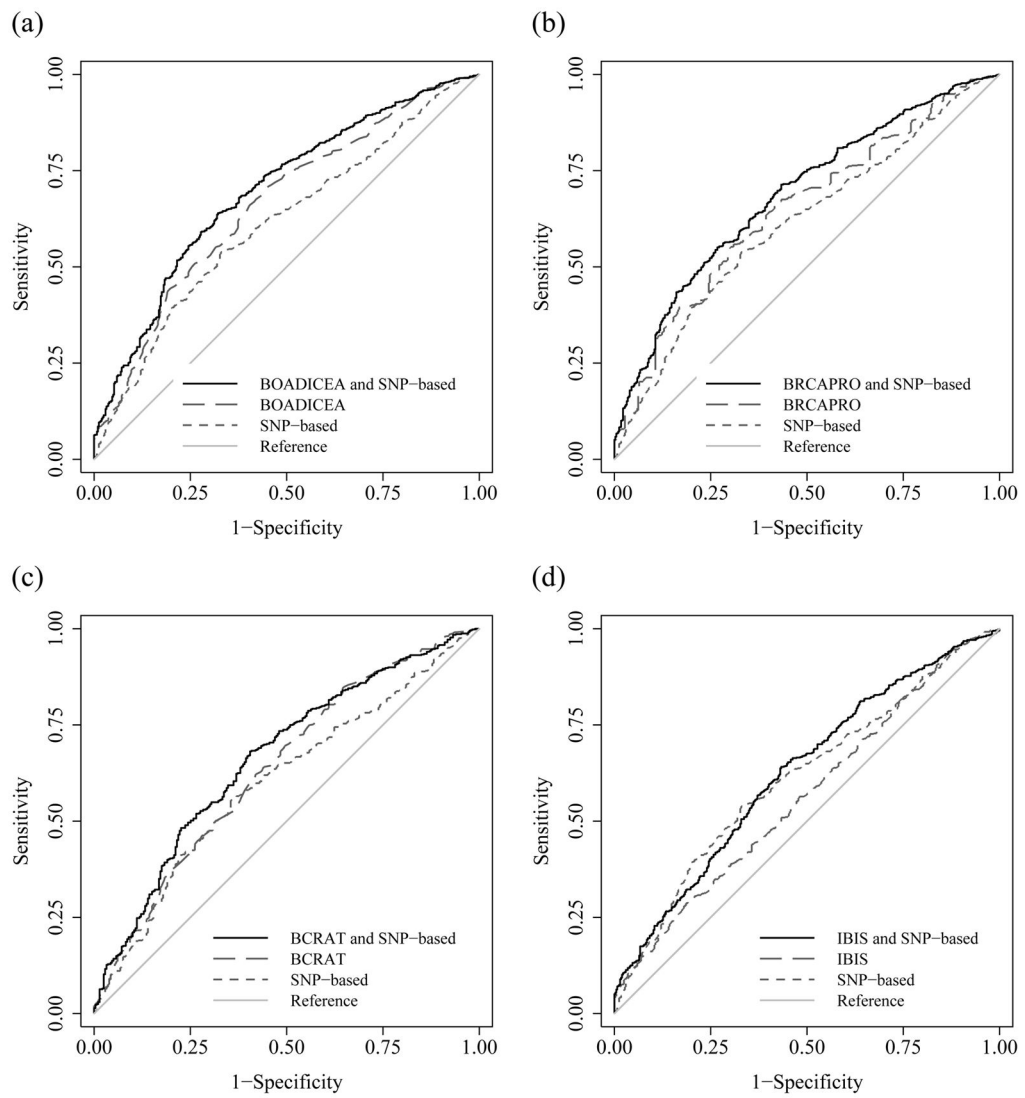 (a)
Sensitivity
1.00
0.75
0.50
0.25
0.00
BOADICEA and SNP−based
BOADICEA
SNP−based
Reference
0.00 0.25 0.50 0.75 1.00
1−Specificity
(b)
Sensitivity
1.00
0.75
0.50
0.25
0.00
BRCAPRO and SNP−based
BRCAPRO
SNP−based
Reference
0.00 0.25 0.50 0.75 1.00
1−Specificity
(c)
Sensitivity
1.00
0.75
0.50
0.25
0.00
BCRAT and SNP−based
BCRAT
SNP−based
Reference
0.00 0.25 0.50 0.75 1.00
1−Specificity
(d)
Sensitivity
1.00
0.75
0.50
0.25
0.00
IBIS and SNP−based
IBIS
SNP−based
Reference
0.00 0.25 0.50 0.75 1.00
1−Specificity